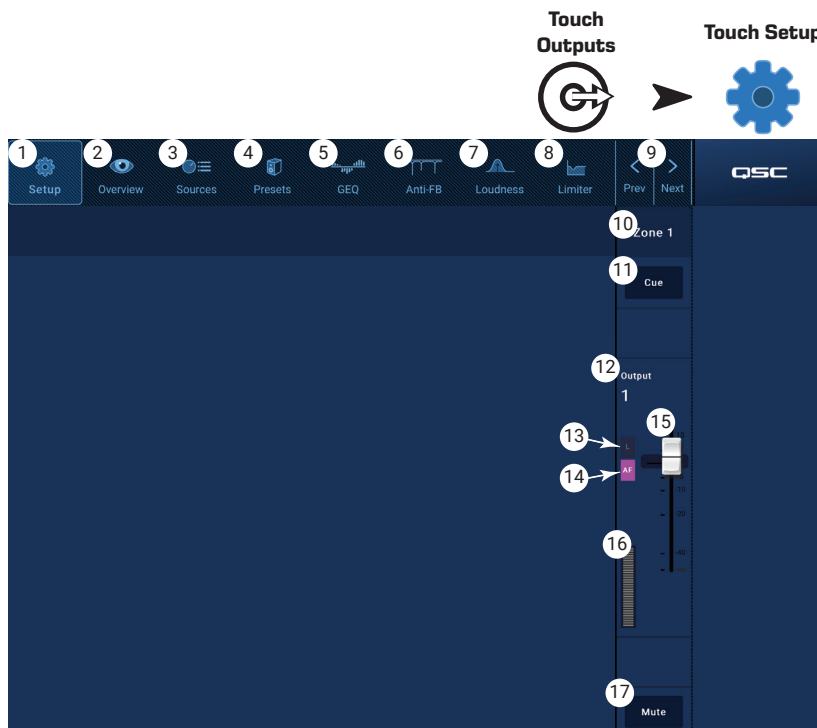 Touch
Outputs
Touch Setup
1 2 3 4 5 6 7 8 9
Setup Overview Sources Presets GEQ Anti-FB Loudness Limiter Prev Next
QSC
10 Zone 1
11
Cue
12
Output
1
15
13
L
14
AF
-10
-20
16
-40
17
Mute